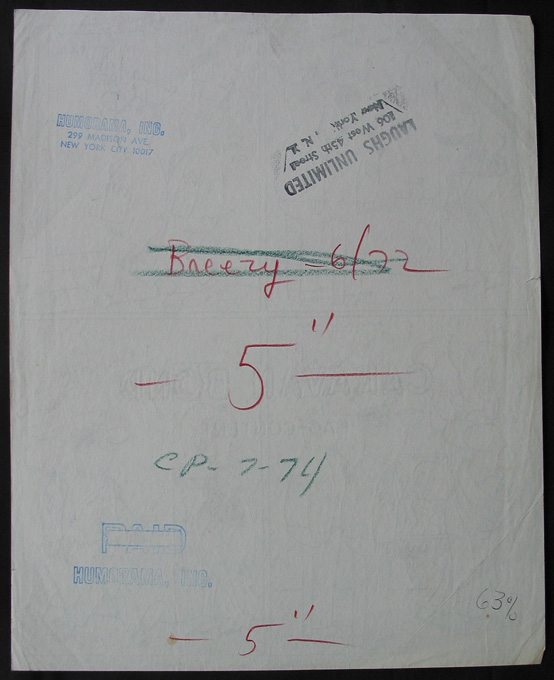 HUMORAMA, INC.
299 MADISON AVE.
NEW YORK CITY 10017
LAUGHS UNLIMITED
106 West 45th Street
New York, N. Y.
Breezy - 6/72
— 5" —
CP- 7-74
PAID
HUMORAMA, INC.
63%
— 5" —